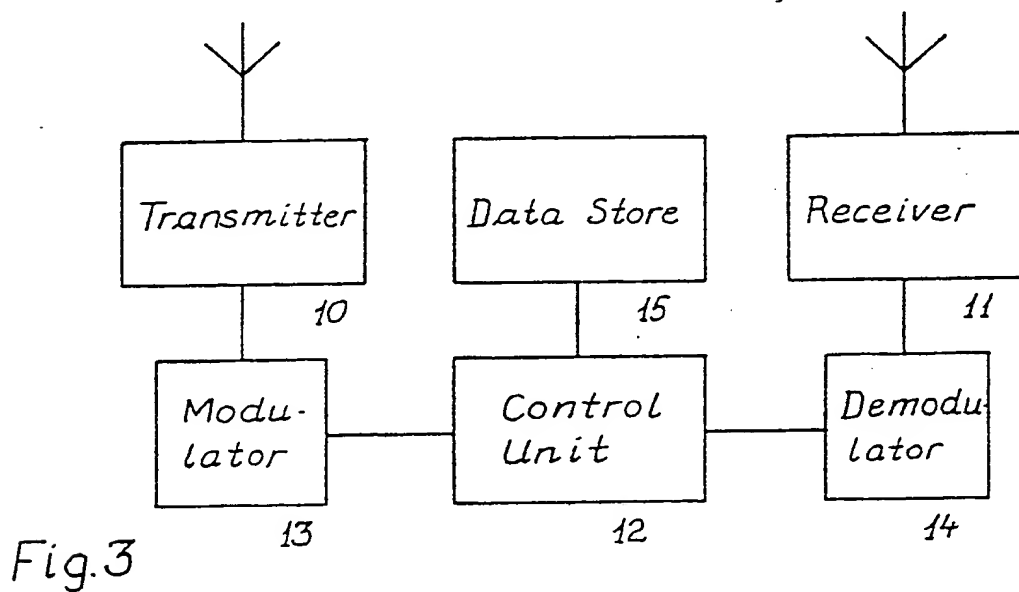 Transmitter
Data Store
Receiver
10
15
11
Modu-
lator
Control
Unit
Demodu-
lator
13
12
14
Fig.3